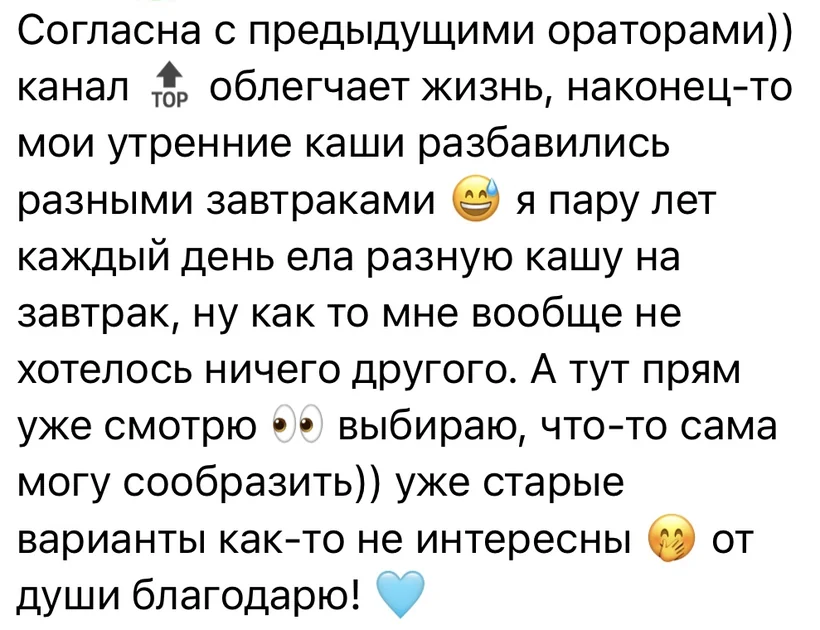 Согласна с предыдущими ораторами))
канал 🔝 облегчает жизнь, наконец-то
мои утренние каши разбавились
разными завтраками 😅 я пару лет
каждый день ела разную кашу на
завтрак, ну как то мне вообще не
хотелось ничего другого. А тут прям
уже смотрю 👀 выбираю, что-то сама
могу сообразить)) уже старые
варианты как-то не интересны 🤭 от
души благодарю! 🩵